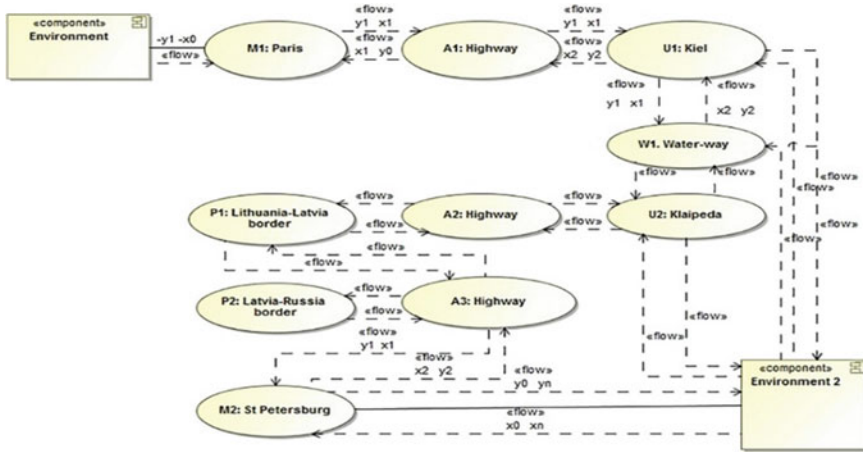 «component»
Environment
-y1 -x0
«flow»
M1: Paris
«flow»
y1 x1
«flow»
x1 y0
A1: Highway
«flow»
y1 x1
«flow»
x2 y2
U1: Kiel
«flow»
y1 x1
«flow»
x2 y2
W1. Water-way
«flow»
«flow»
«flow»
«flow»
P1: Lithuania-Latvia
border
«flow»
«flow»
A2: Highway
«flow»
«flow»
U2: Klaipeda
«flow»
«flow»
P2: Latvia-Russia
border
«flow»
«flow»
A3: Highway
y1 x1
«flow»
x2 y2
«flow»
y0 yn
«flow»
«flow»
M2: St Petersburg
«flow»
x0 xn
«component»
Environment 2